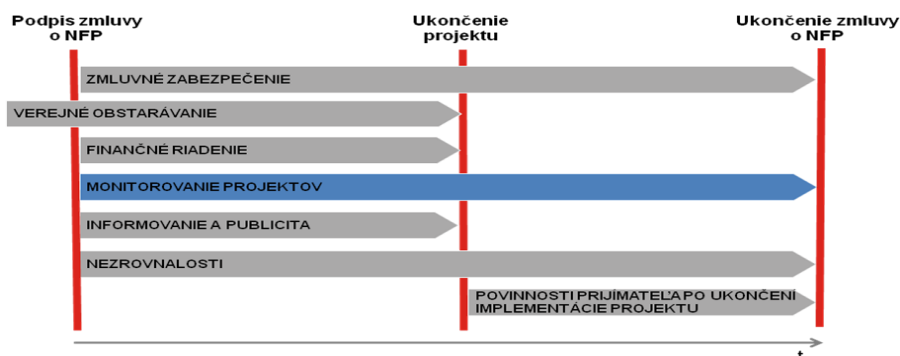 Podpis zmluvy
o NFP
Ukončenie
projektu
Ukončenie zmluvy
o NFP
ZMLUVNÉ ZABEZPEČENIE
VEREJNÉ OBSTARÁVANIE
FINANČNÉ RIADENIE
MONITOROVANIE PROJEKTOV
INFORMOVANIE A PUBLICITA
NEZROVNALOSTI
POVINNOSTI PRIJÍMATEĽA PO UKONČENÍ
IMPLEMENTÁCIE PROJEKTU
t